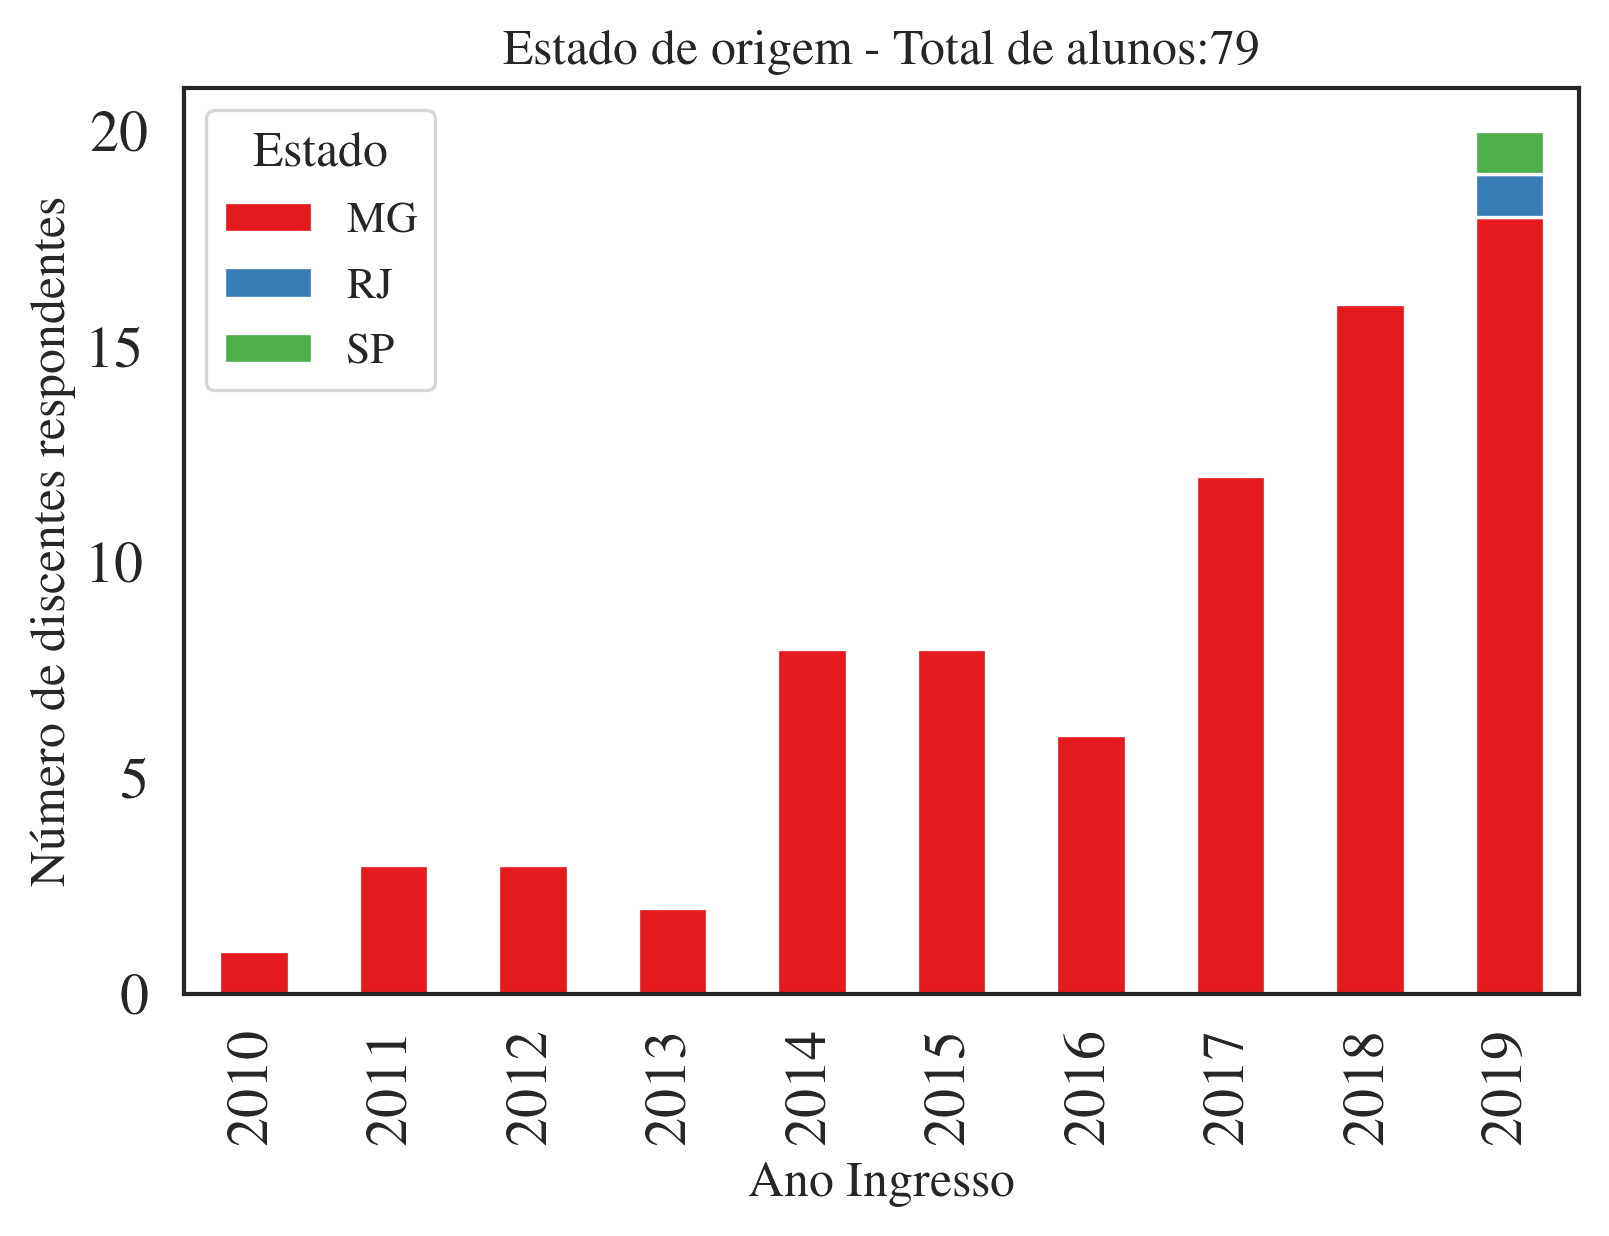 Estado de origem - Total de alunos:79
Número de discentes respondentes
20
15
10
5
0
Estado
MG
RJ
SP
2010
2011
2012
2013
2014
2015
2016
2017
2018
2019
Ano Ingresso